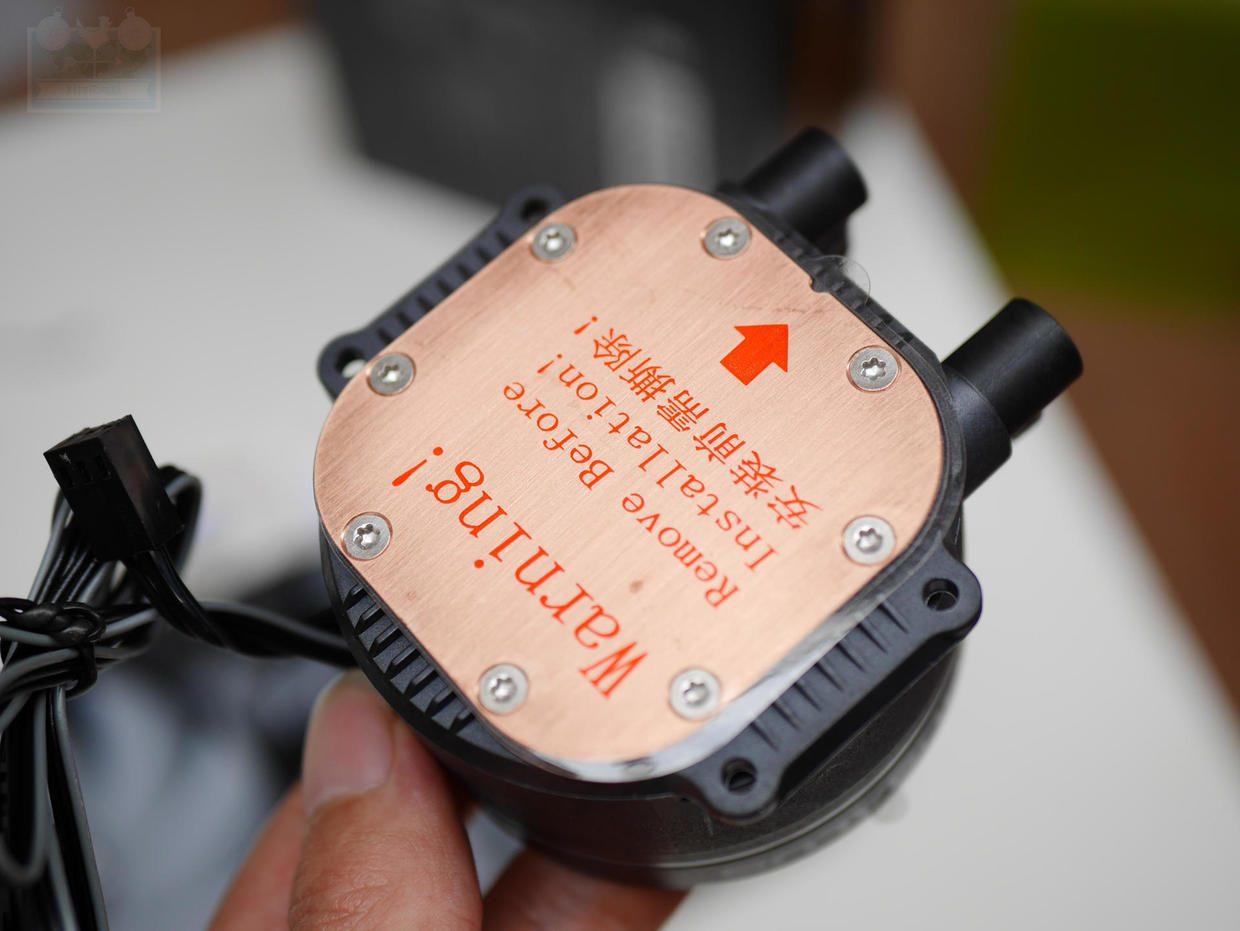 Warning!
Remove Before
Installation!
安装前需撕除!